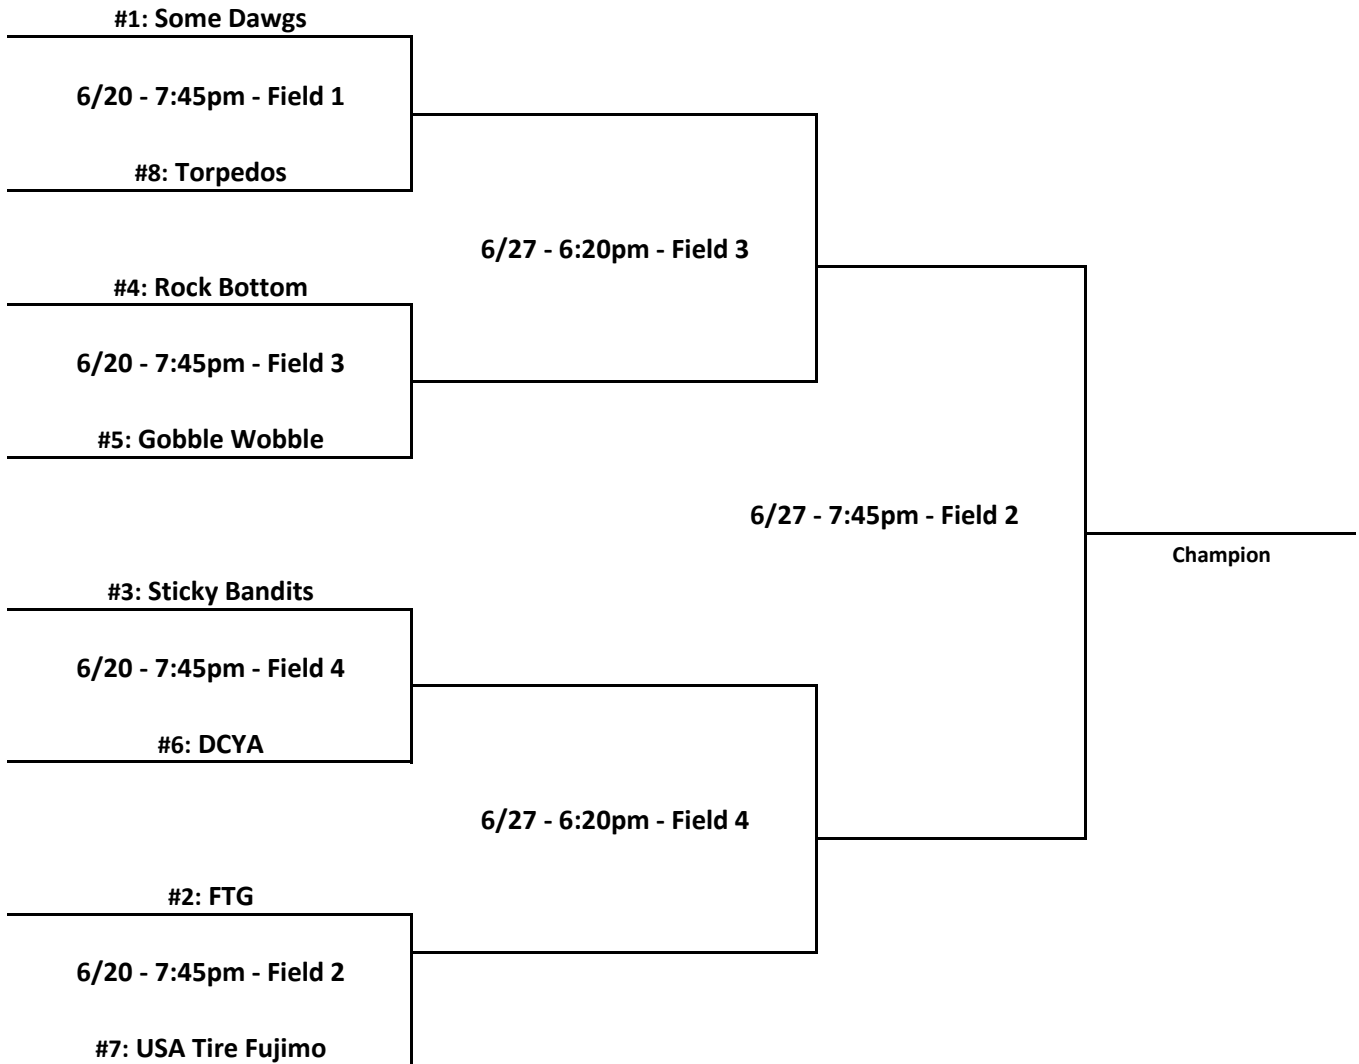 #1: Some Dawgs
6/20 - 7:45pm - Field 1
#8: Torpedos
6/27 - 6:20pm - Field 3
#4: Rock Bottom
6/20 - 7:45pm - Field 3
#5: Gobble Wobble
6/27 - 7:45pm - Field 2
Champion
#3: Sticky Bandits
6/20 - 7:45pm - Field 4
#6: DCYA
6/27 - 6:20pm - Field 4
#2: FTG
6/20 - 7:45pm - Field 2
#7: USA Tire Fujimo